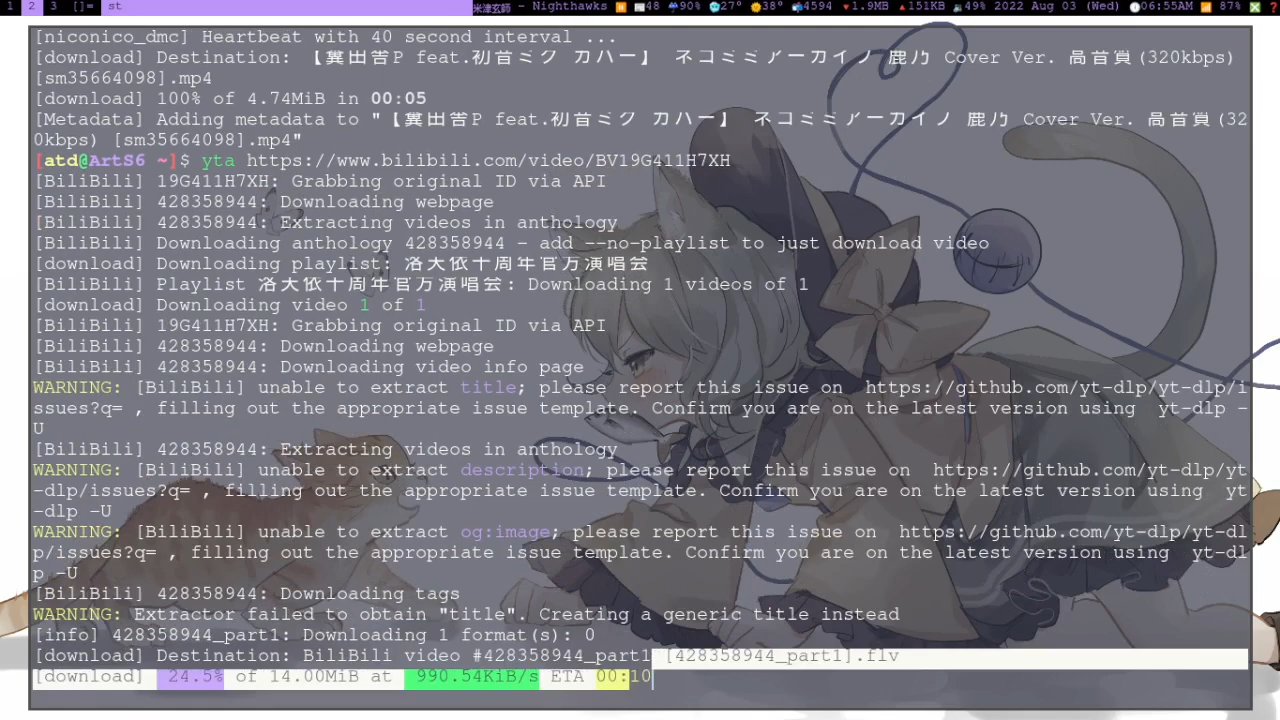 1 2 3 []= st 米津玄師 - Nighthawks 48 90% 27° 38° 4594 1.9MB 151KB 49% 2022 Aug 03 (Wed) 06:55AM 87%
[niconico_dmc] Heartbeat with 40 second interval ...
[download] Destination: 【糞田舎P feat.初音ミク カバー】 ネコミミアーカイブ 鹿乃 Cover Ver. 高音質(320kbps)
[sm35664098].mp4
[download] 100% of 4.74MiB in 00:05
[Metadata] Adding metadata to "【糞田舎P feat.初音ミク カバー】 ネコミミアーカイブ 鹿乃 Cover Ver. 高音質(32
0kbps) [sm35664098].mp4"
[atd@ArtS6 ~]$ yta https://www.bilibili.com/video/BV19G411H7XH
[BiliBili] 19G411H7XH: Grabbing original ID via API
[BiliBili] 428358944: Downloading webpage
[BiliBili] 428358944: Extracting videos in anthology
[BiliBili] Downloading anthology 428358944 - add --no-playlist to just download video
[download] Downloading playlist: 洛天依十周年官方演唱会
[BiliBili] Playlist 洛天依十周年官方演唱会: Downloading 1 videos of 1
[download] Downloading video 1 of 1
[BiliBili] 19G411H7XH: Grabbing original ID via API
[BiliBili] 428358944: Downloading webpage
[BiliBili] 428358944: Downloading video info page
WARNING: [BiliBili] unable to extract title; please report this issue on  https://github.com/yt-dlp/yt-dlp/i
ssues?q= , filling out the appropriate issue template. Confirm you are on the latest version using  yt-dlp -
U
[BiliBili] 428358944: Extracting videos in anthology
WARNING: [BiliBili] unable to extract description; please report this issue on  https://github.com/yt-dlp/yt
-dlp/issues?q= , filling out the appropriate issue template. Confirm you are on the latest version using  yt
-dlp -U
WARNING: [BiliBili] unable to extract og:image; please report this issue on  https://github.com/yt-dlp/yt-dl
p/issues?q= , filling out the appropriate issue template. Confirm you are on the latest version using  yt-dl
p -U
[BiliBili] 428358944: Downloading tags
WARNING: Extractor failed to obtain "title". Creating a generic title instead
[info] 428358944_part1: Downloading 1 format(s): 0
[download] Destination: BiliBili video #428358944_part1 [428358944_part1].flv
[download]  24.5% of 14.00MiB at  990.54KiB/s ETA 00:10